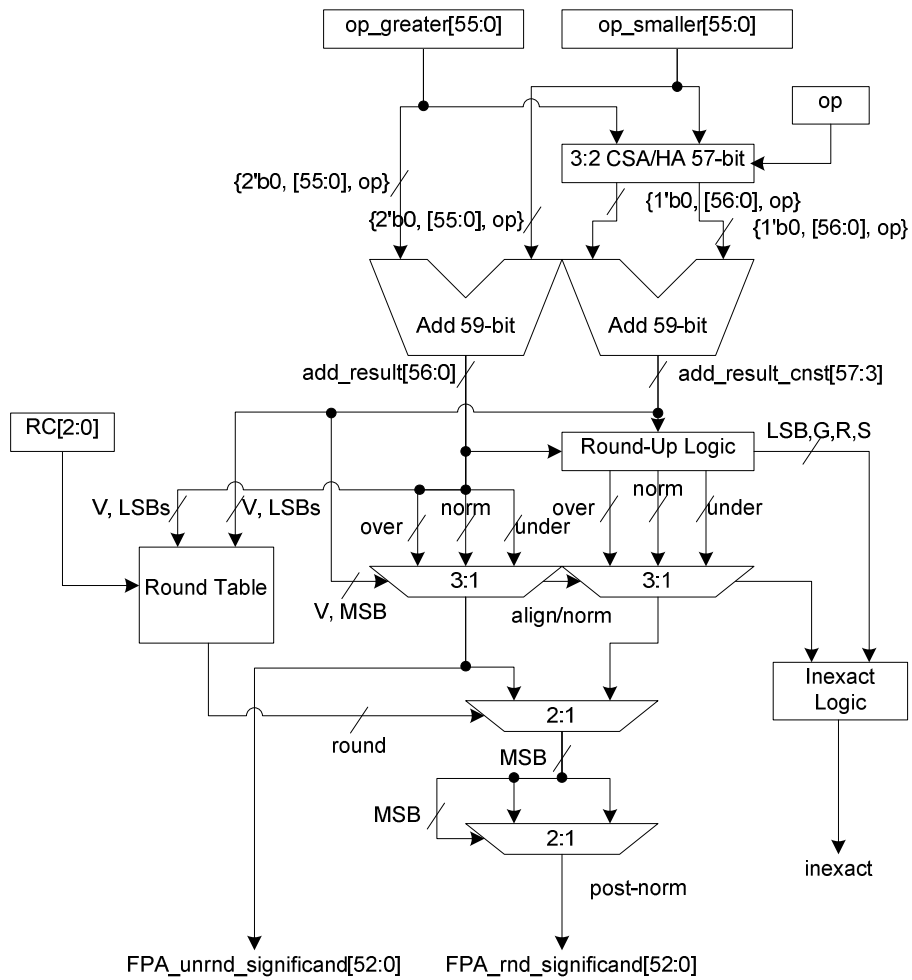 op_greater[55:0]
op_smaller[55:0]
op
3:2 CSA/HA 57-bit
{2'b0, [55:0], op}
{2'b0, [55:0], op}
{1'b0, [56:0], op}
{1'b0, [56:0], op}
Add 59-bit
Add 59-bit
add_result[56:0]
add_result_cnst[57:3]
RC[2:0]
Round-Up Logic
LSB,G,R,S
V, LSBs
V, LSBs
over
norm
under
over
norm
under
Round Table
3:1
3:1
V, MSB
align/norm
Inexact
Logic
2:1
round
MSB
MSB
2:1
inexact
post-norm
FPA_unrnd_significand[52:0]
FPA_rnd_significand[52:0]